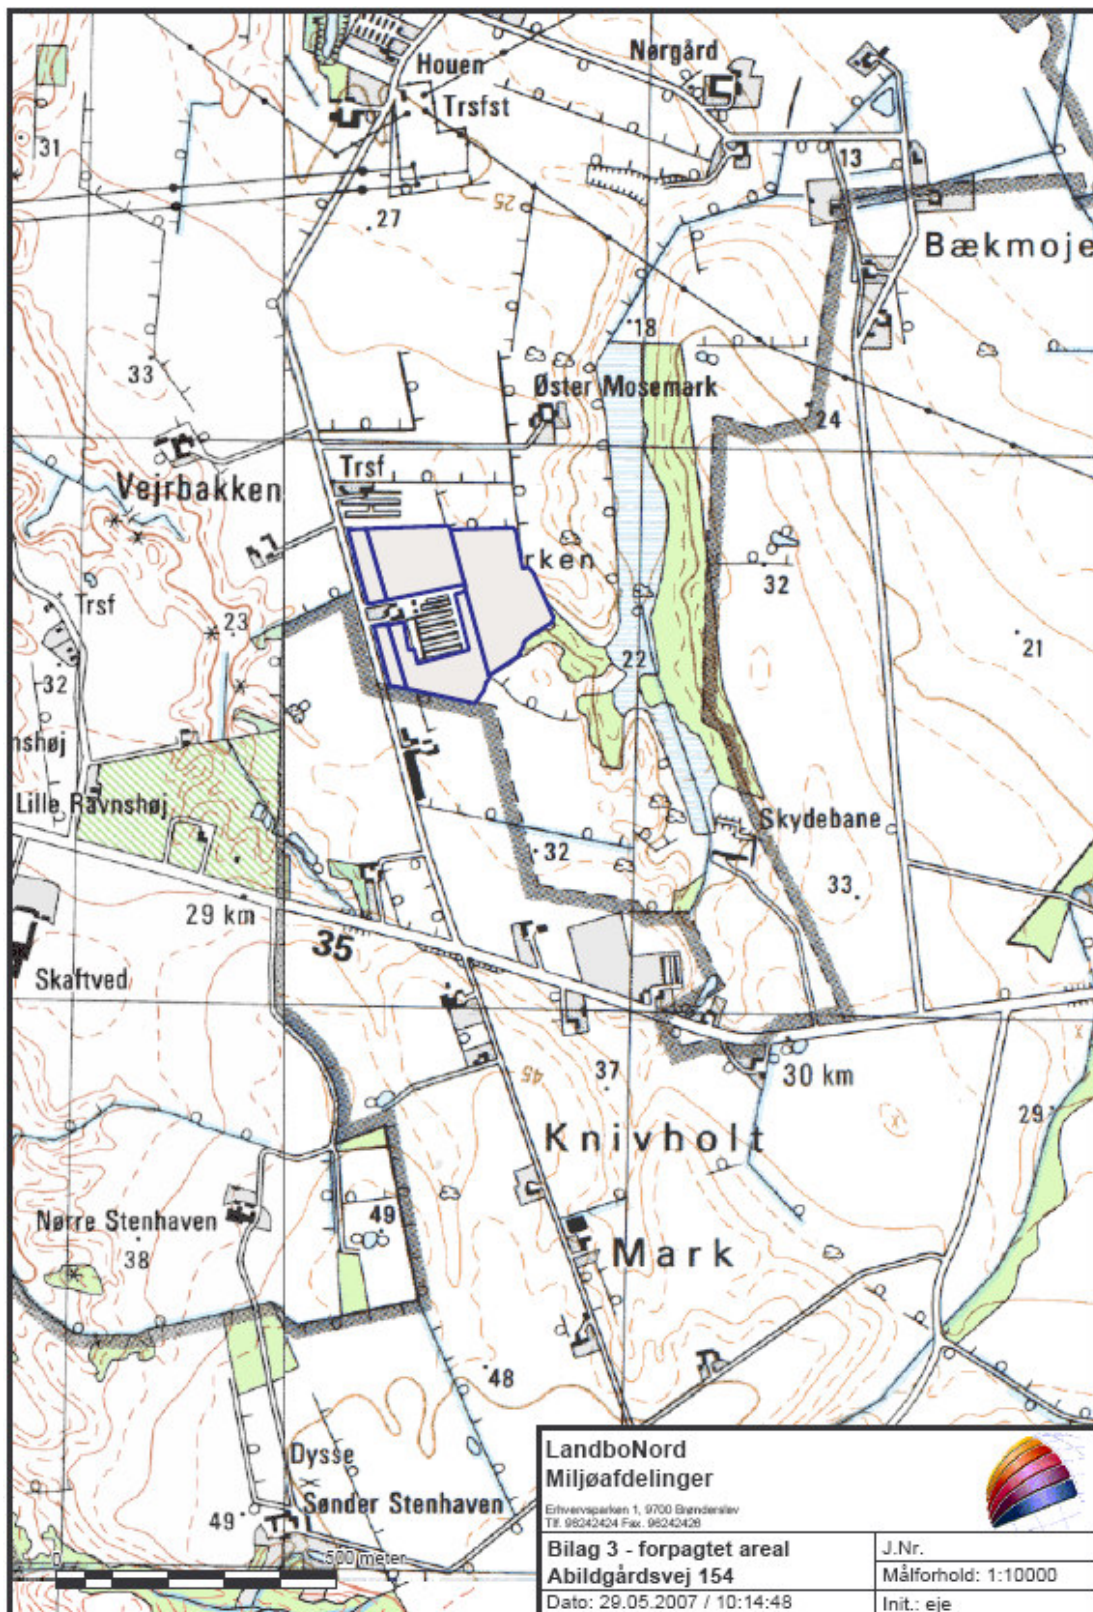 Nørgård
Houen
Trsfst
31
13
25
27
Bækmoje
18
33
Øster Mosemark
24
Trsf
Vejrbakken
rken
32
Trsf
23
21
22
32
nshøj
Lille Ravnshøj
Skydebane
32
33
29 km
35
Skaftved
45
37
30 km
29
Knivholt
Nørre Stenhaven
49
38
Mark
48
Dysse
49
Sønder Stenhaven
0
500 meter
LandboNord
Miljøafdelinger
Erhvervsparken 1, 9700 Brønderslev
Tlf. 96242424 Fax. 96242426
Bilag 3 - forpagtet areal
J.Nr.
Abildgårdsvej 154
Målforhold: 1:10000
Dato: 29.05.2007 / 10:14:48
Init.: eje